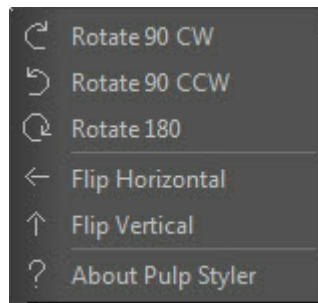 Rotate 90 CW
Rotate 90 CCW
Rotate 180
Flip Horizontal
Flip Vertical
? About Pulp Styler